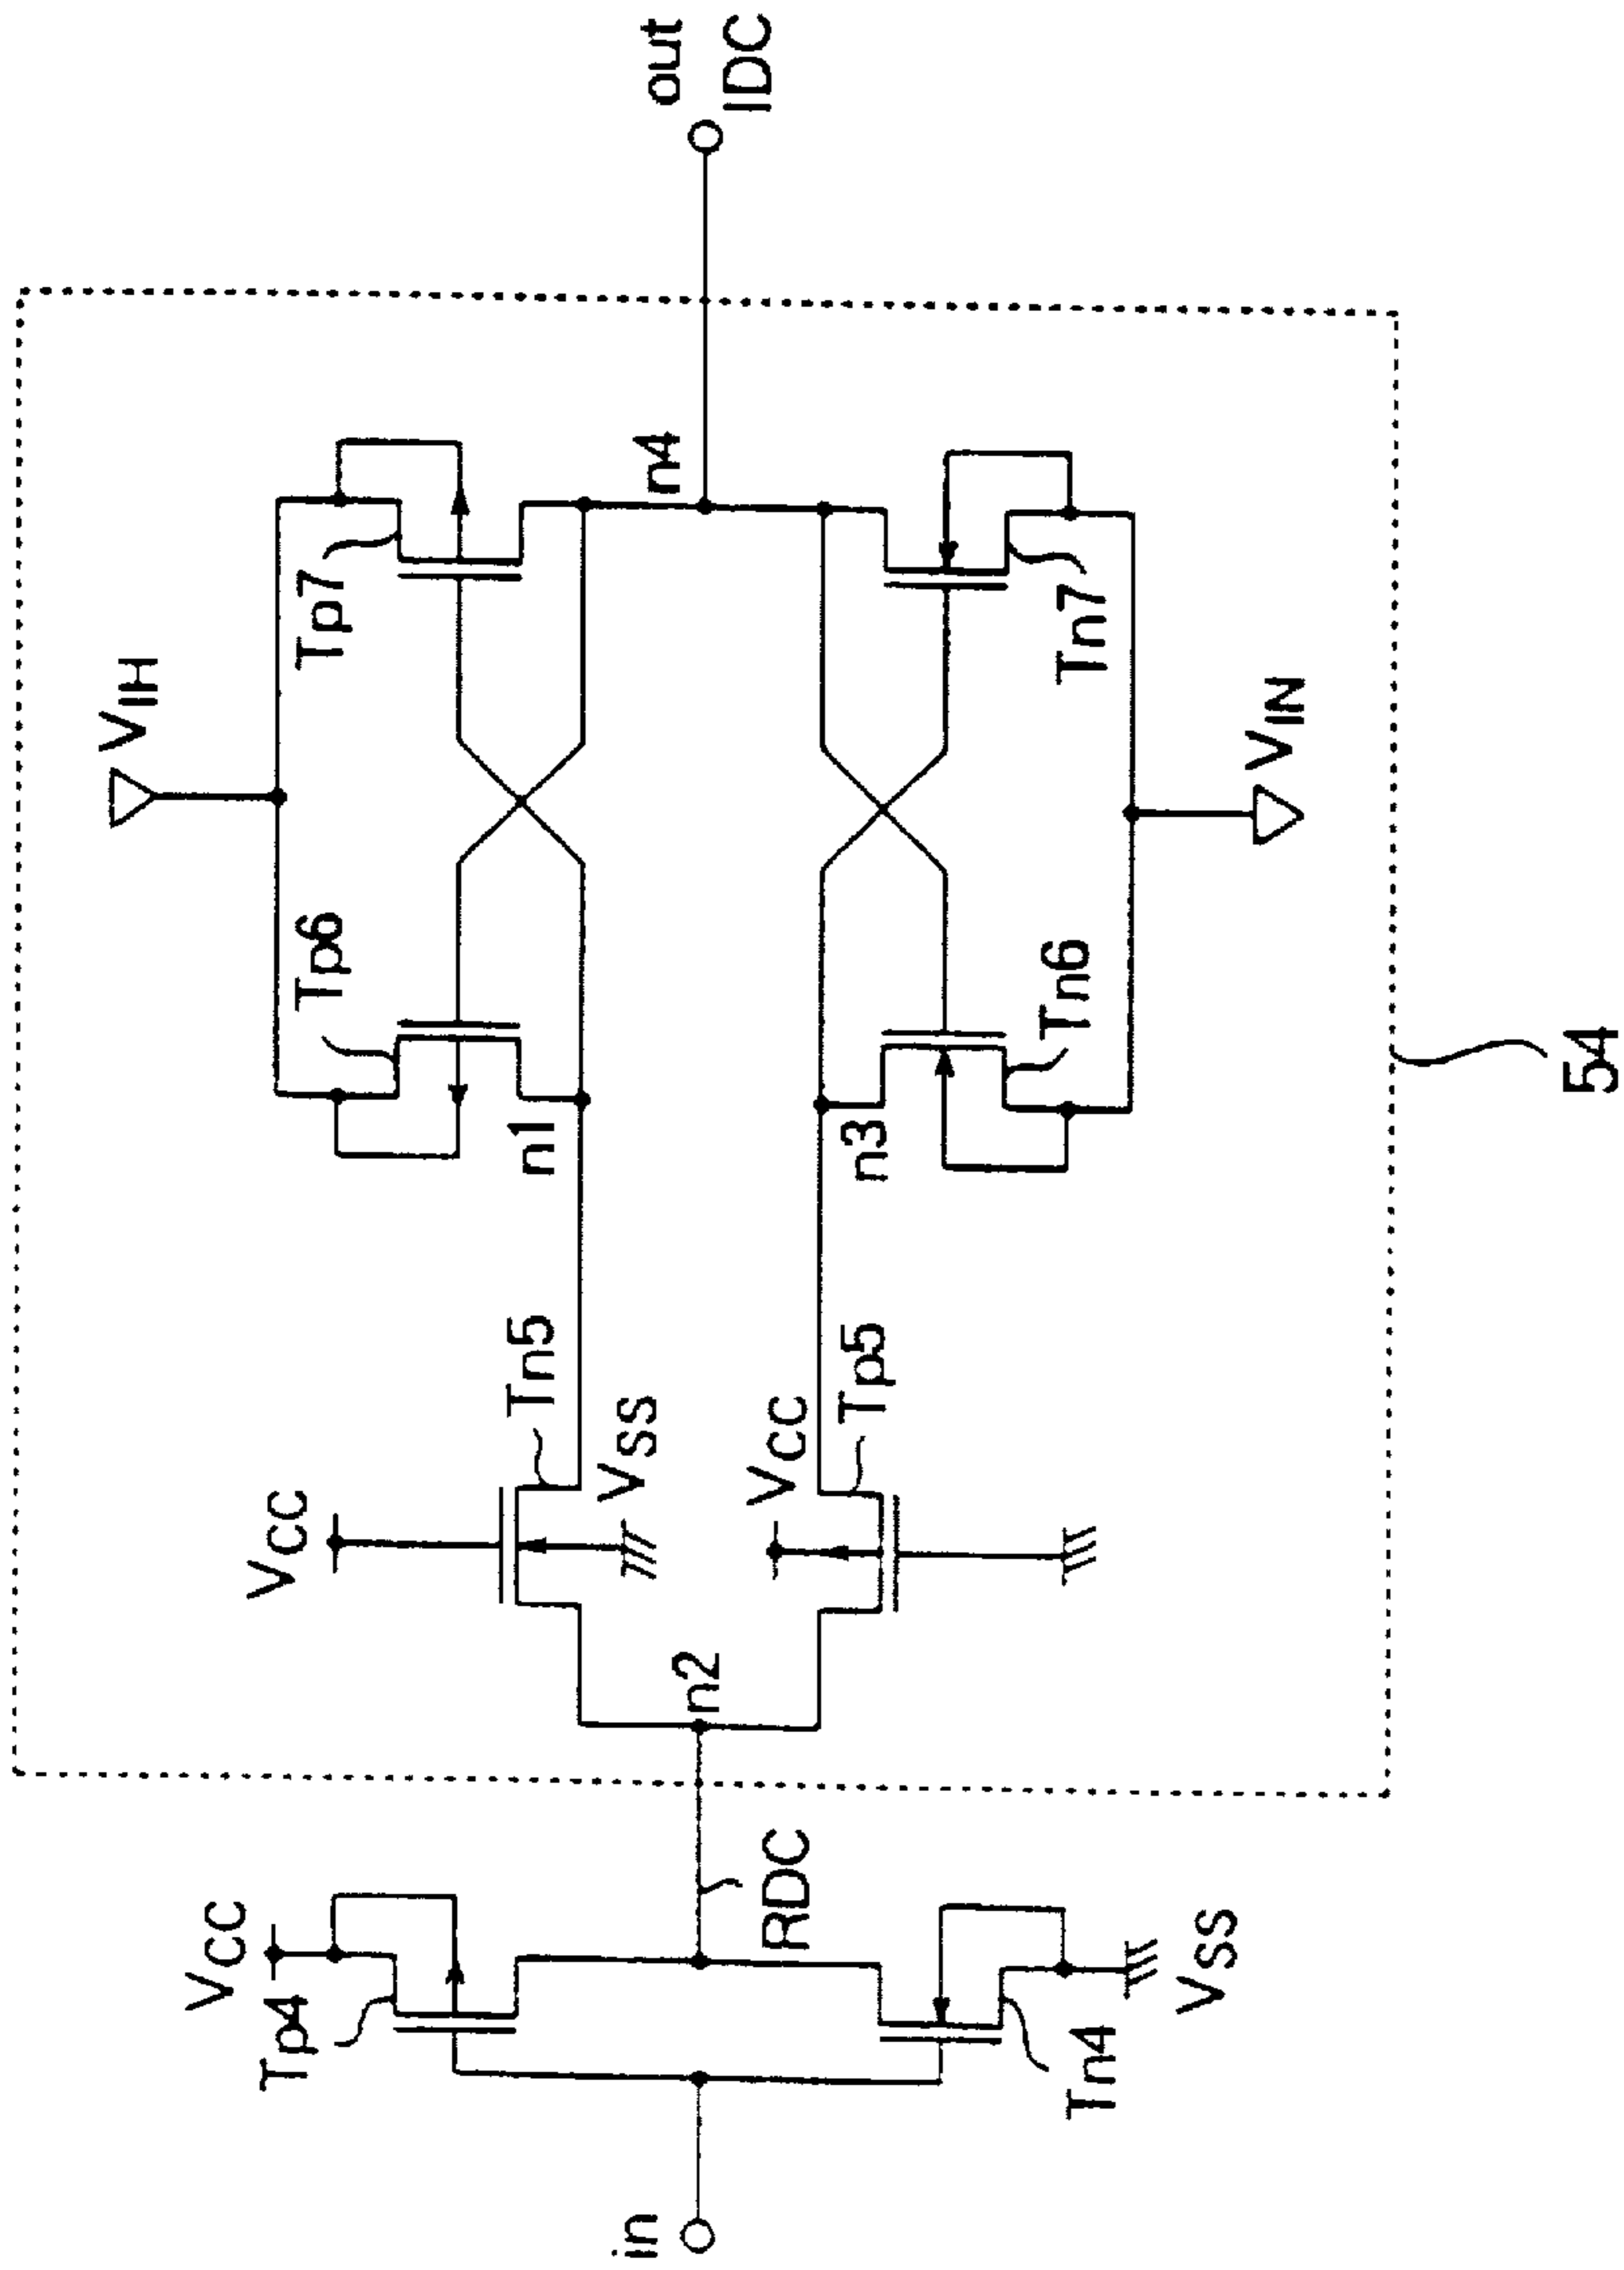 in
Tp4
VCC
Tn4
VSS
RDC
n2
VCC
Tn5
VSS
VCC
Tp5
n1
n3
Tp6
Tn6
VIH
VIN
Tp7
Tn7
n4
out
IDC
54